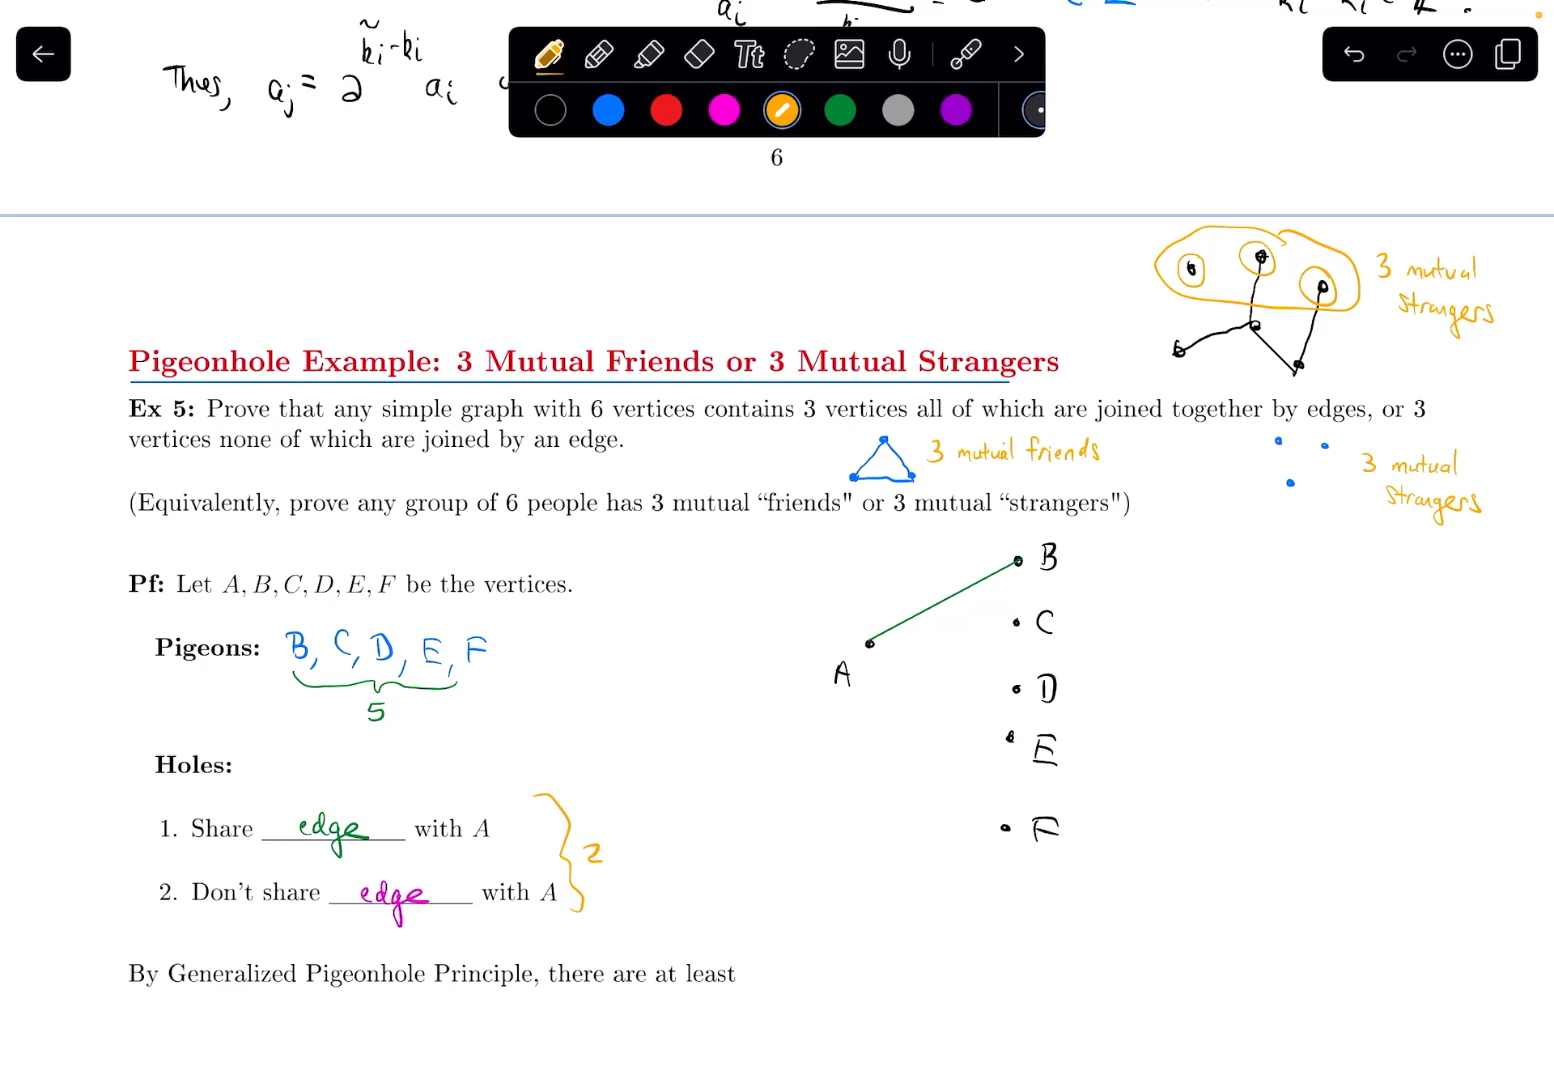 Thus, aj = 2^k̃i-ki ai
Tt
6
3 mutual
strangers
Pigeonhole Example: 3 Mutual Friends or 3 Mutual Strangers
Ex 5: Prove that any simple graph with 6 vertices contains 3 vertices all of which are joined together by edges, or 3
vertices none of which are joined by an edge.
3 mutual friends
3 mutual
strangers
(Equivalently, prove any group of 6 people has 3 mutual “friends" or 3 mutual “strangers")
B
Pf: Let A, B, C, D, E, F be the vertices.
C
Pigeons: B, C, D, E, F
A
D
5
E
Holes:
1. Share edge with A
F
2
2. Don't share edge with A
By Generalized Pigeonhole Principle, there are at least